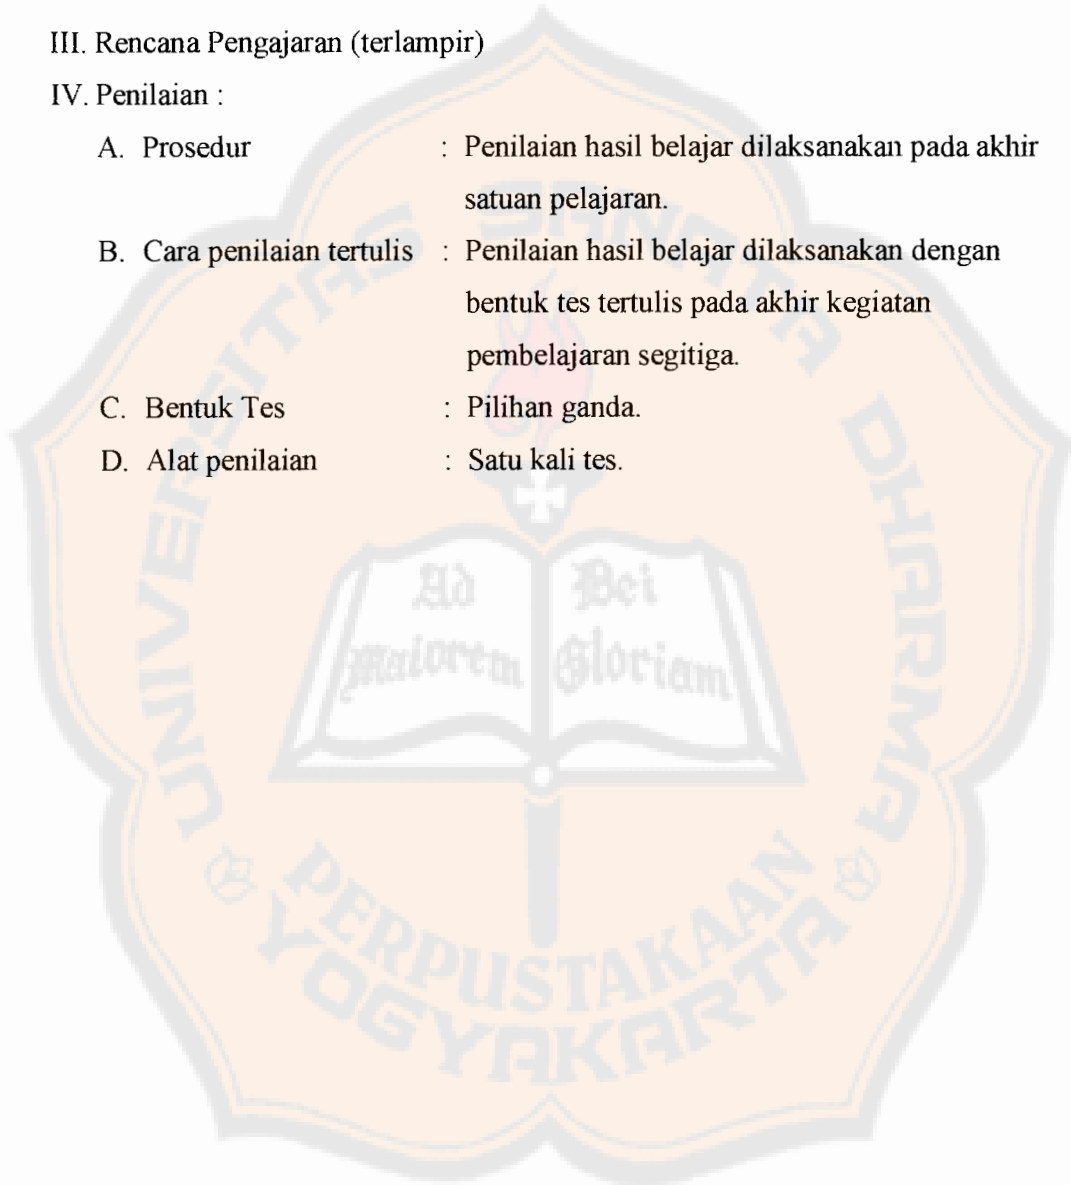 III. Rencana Pengajaran (terlampir)
IV. Penilaian :
A. Prosedur : Penilaian hasil belajar dilaksanakan pada akhir
satuan pelajaran.
B. Cara penilaian tertulis : Penilaian hasil belajar dilaksanakan dengan
bentuk tes tertulis pada akhir kegiatan
pembelajaran segitiga.
C. Bentuk Tes : Pilihan ganda.
D. Alat penilaian : Satu kali tes.
UNIVERSITAS SANATA DHARMA
Ad Dei
maiorem Gloriam
PERPUSTAKAAN
YOGYAKARTA